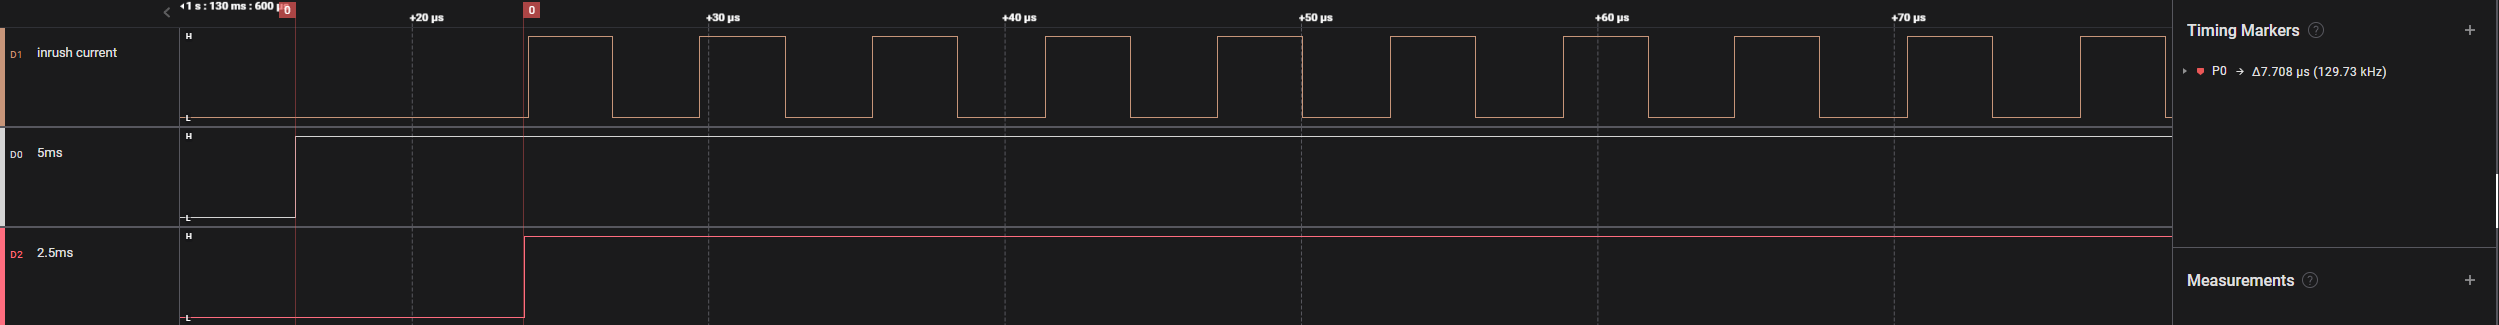 1 s : 130 ms : 600 µs
0
0
+20 µs
+30 µs
+40 µs
+50 µs
+60 µs
+70 µs
D1 inrush current
H
L
D0 5ms
H
L
D2 2.5ms
H
L
Timing Markers ? +
P0 → Δ7.708 µs (129.73 kHz)
Measurements ? +